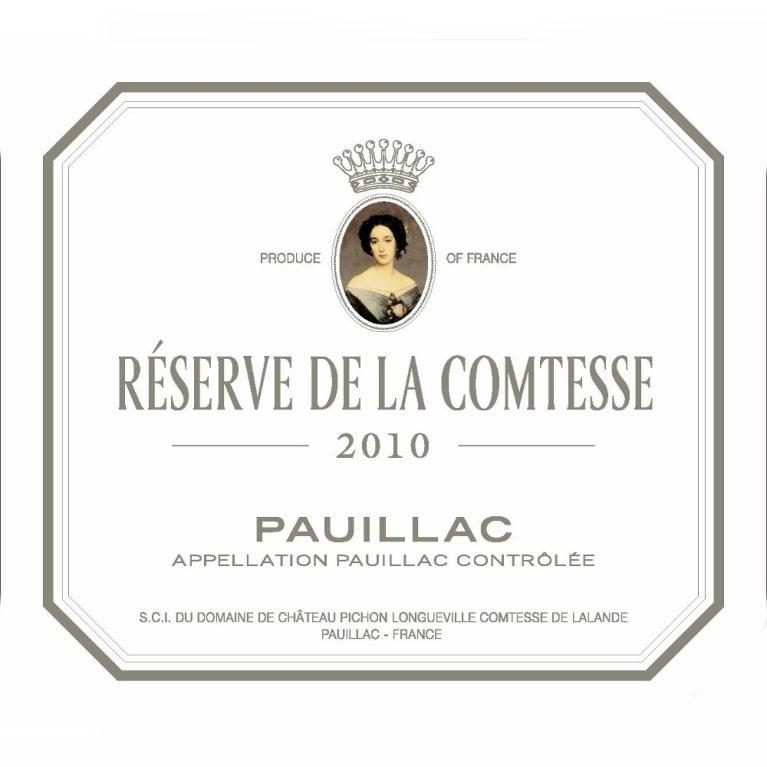 PRODUCE OF FRANCE
RÉSERVE DE LA COMTESSE
2010
PAUILLAC
APPELLATION PAUILLAC CONTRÔLÉE
S.C.I. DU DOMAINE DE CHÂTEAU PICHON LONGUEVILLE COMTESSE DE LALANDE
PAUILLAC - FRANCE